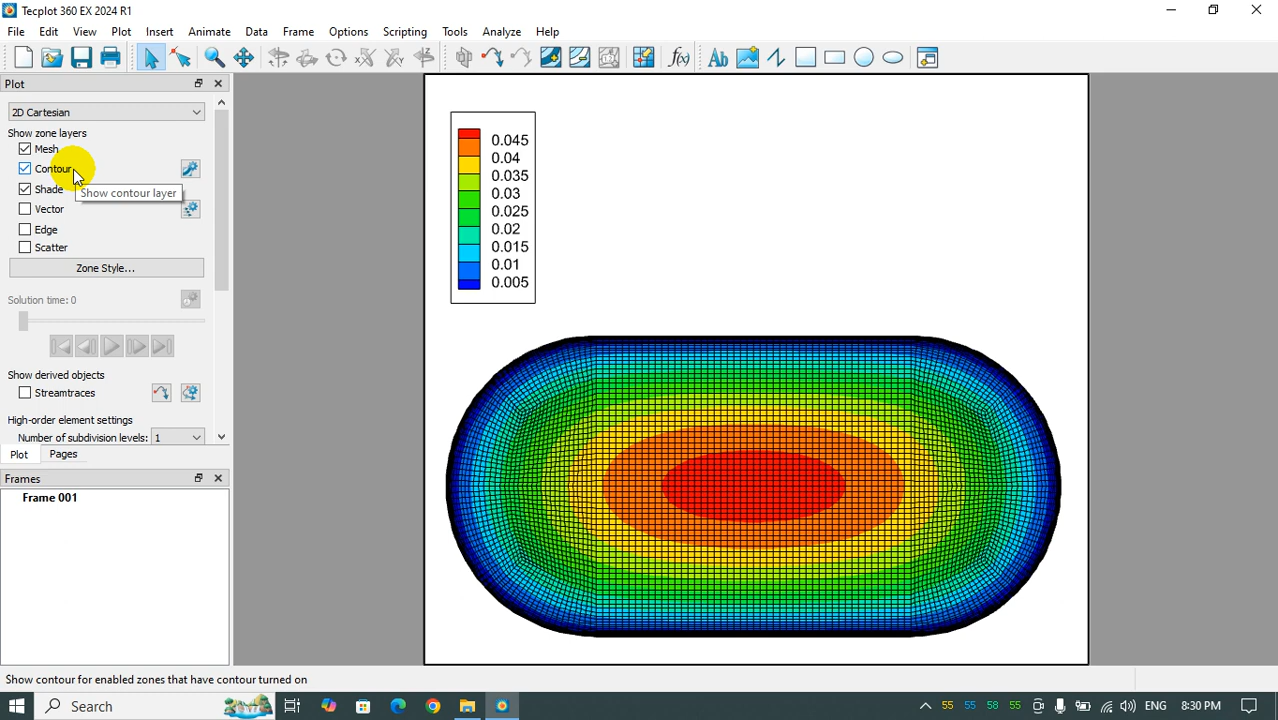 Tecplot 360 EX 2024 R1
File Edit View Plot Insert Animate Data Frame Options Scripting Tools Analyze Help
Plot
2D Cartesian
Show zone layers
Mesh
Contour
Shade
Show contour layer
Vector
Edge
Scatter
Zone Style...
Solution time: 0
Show derived objects
Streamtraces
High-order element settings
Number of subdivision levels: 1
Plot Pages
Frames
Frame 001
0.045
0.04
0.035
0.03
0.025
0.02
0.015
0.01
0.005
Show contour for enabled zones that have contour turned on
Search
55 55 58 55 ENG 8:30 PM